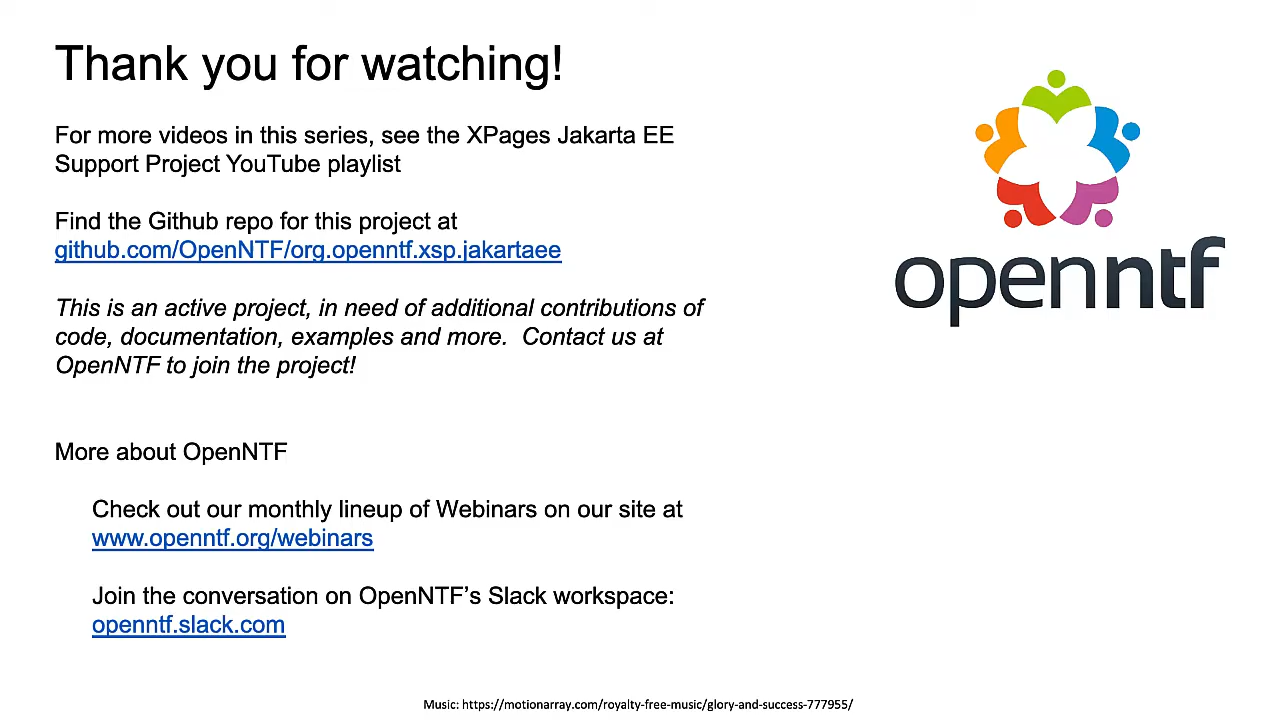 Thank you for watching!
For more videos in this series, see the XPages Jakarta EE
Support Project YouTube playlist
Find the Github repo for this project at
github.com/OpenNTF/org.openntf.xsp.jakartaee
This is an active project, in need of additional contributions of
code, documentation, examples and more.  Contact us at
OpenNTF to join the project!
More about OpenNTF
Check out our monthly lineup of Webinars on our site at
www.openntf.org/webinars
Join the conversation on OpenNTF’s Slack workspace:
openntf.slack.com
openntf
Music: https://motionarray.com/royalty-free-music/glory-and-success-777955/